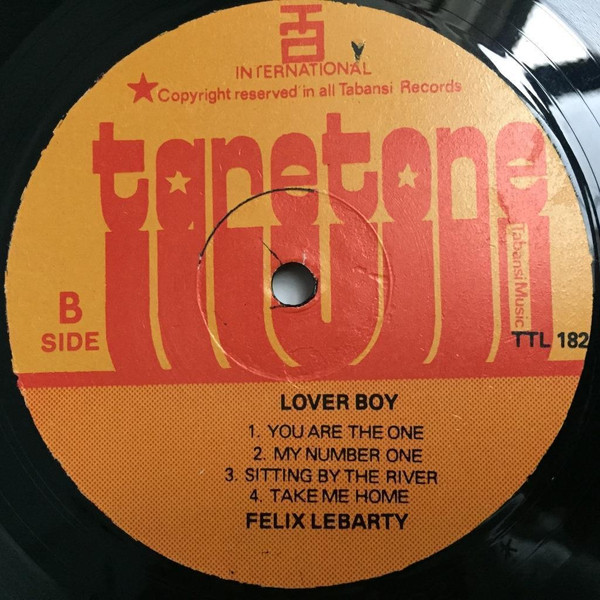 INTERNATIONAL
Copyright reserved in all Tabansi Records
tanetone
Tabansi Music
B
SIDE
TTL 182
LOVER BOY
1. YOU ARE THE ONE
2. MY NUMBER ONE
3. SITTING BY THE RIVER
4. TAKE ME HOME
FELIX LEBARTY